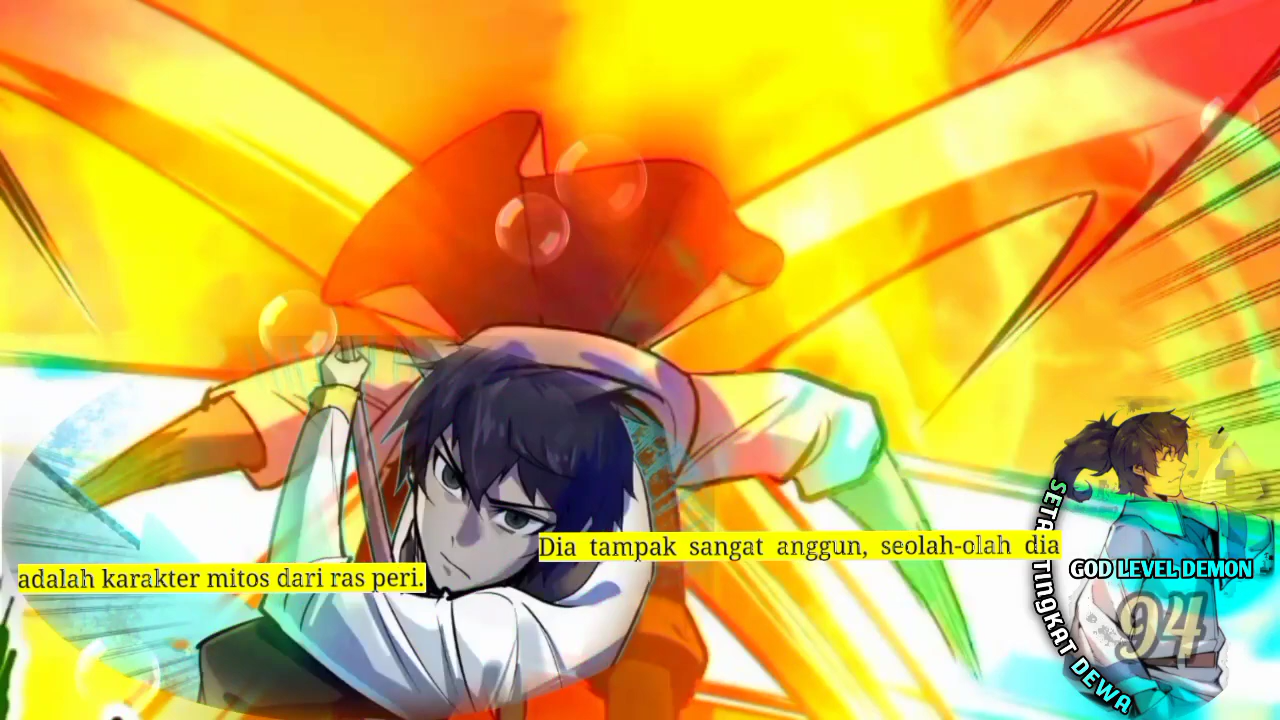 Dia tampak sangat anggun, seolah-olah dia
adalah karakter mitos dari ras peri.
SETAN TINGKAT DEWA
GOD LEVEL DEMON
94